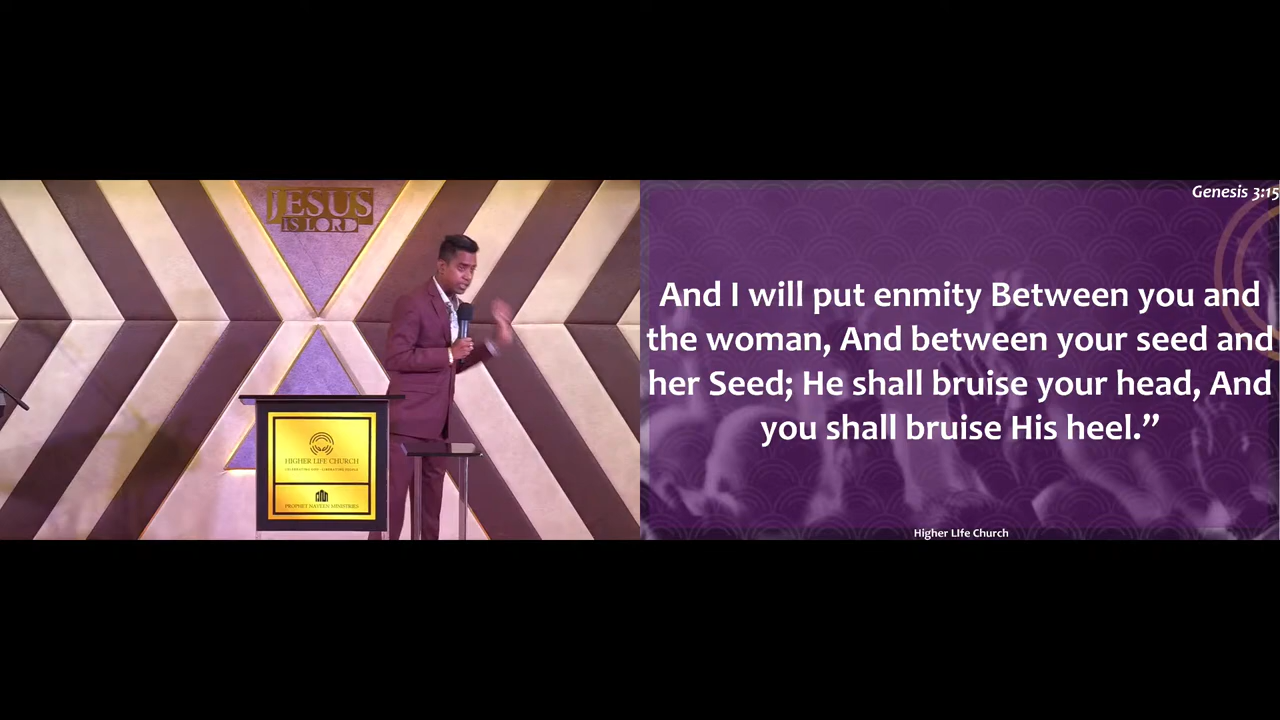 JESUS
IS LORD
HIGHER LIFE CHURCH
PROPHET NAVEEN MINISTRIES
Genesis 3:15
And I will put enmity Between you and
the woman, And between your seed and
her Seed; He shall bruise your head, And
you shall bruise His heel.”
Higher LIfe Church